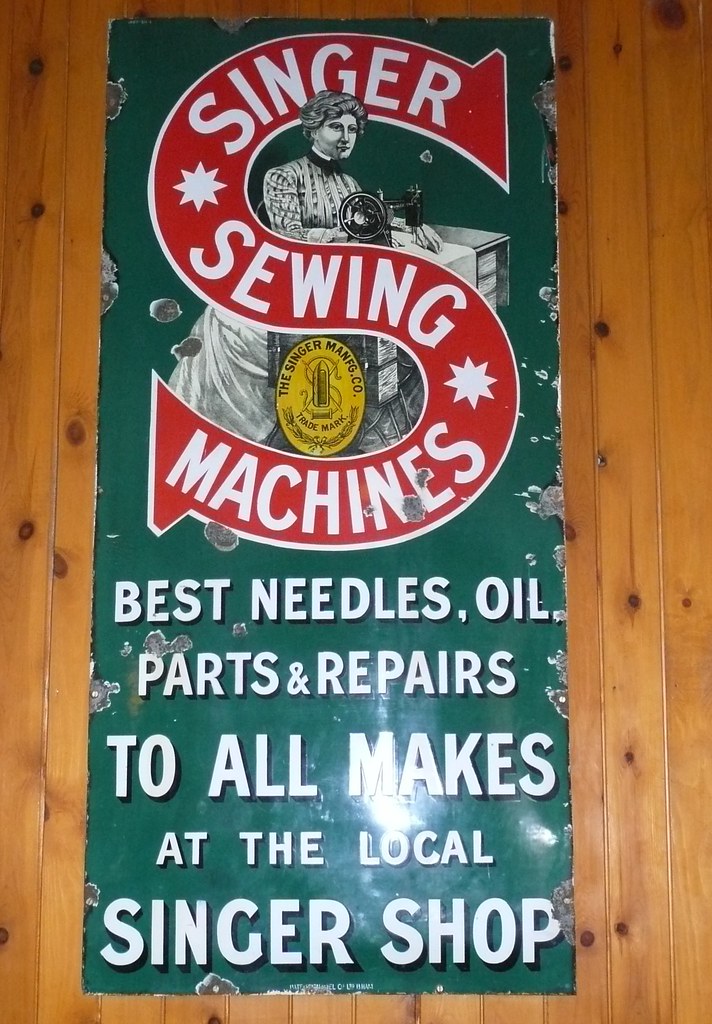 SINGER
SEWING
THE SINGER MANFG. CO.
TRADE MARK.
MACHINES
BEST NEEDLES, OIL,
PARTS & REPAIRS
TO ALL MAKES
AT THE LOCAL
SINGER SHOP